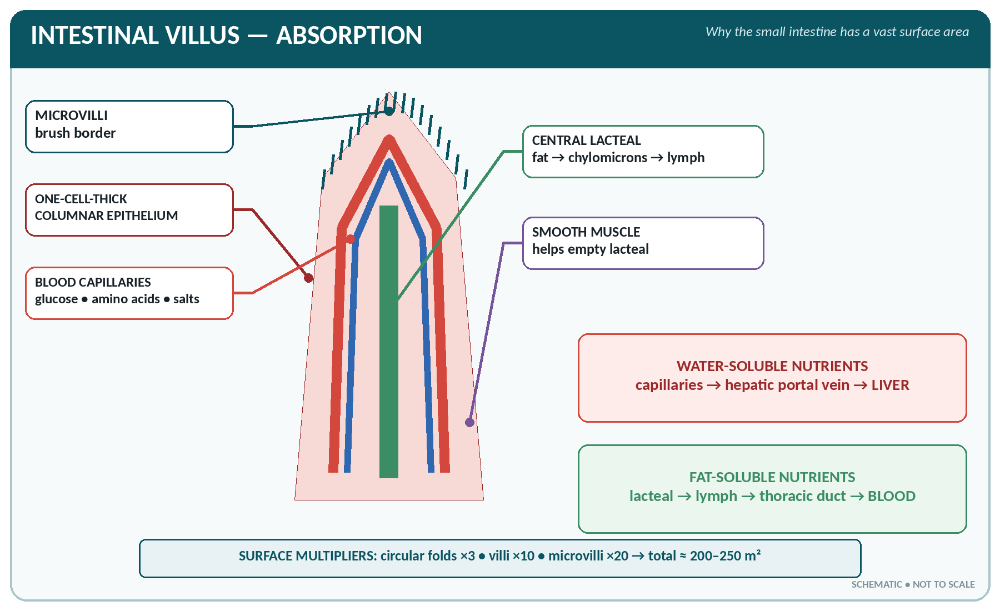 INTESTINAL VILLUS — ABSORPTION
Why the small intestine has a vast surface area
MICROVILLI
brush border
ONE-CELL-THICK
COLUMNAR EPITHELIUM
BLOOD CAPILLARIES
glucose • amino acids • salts
CENTRAL LACTEAL
fat → chylomicrons → lymph
SMOOTH MUSCLE
helps empty lacteal
WATER-SOLUBLE NUTRIENTS
capillaries → hepatic portal vein → LIVER
FAT-SOLUBLE NUTRIENTS
lacteal → lymph → thoracic duct → BLOOD
SURFACE MULTIPLIERS: circular folds ×3 • villi ×10 • microvilli ×20 → total ≈ 200–250 m²
SCHEMATIC • NOT TO SCALE